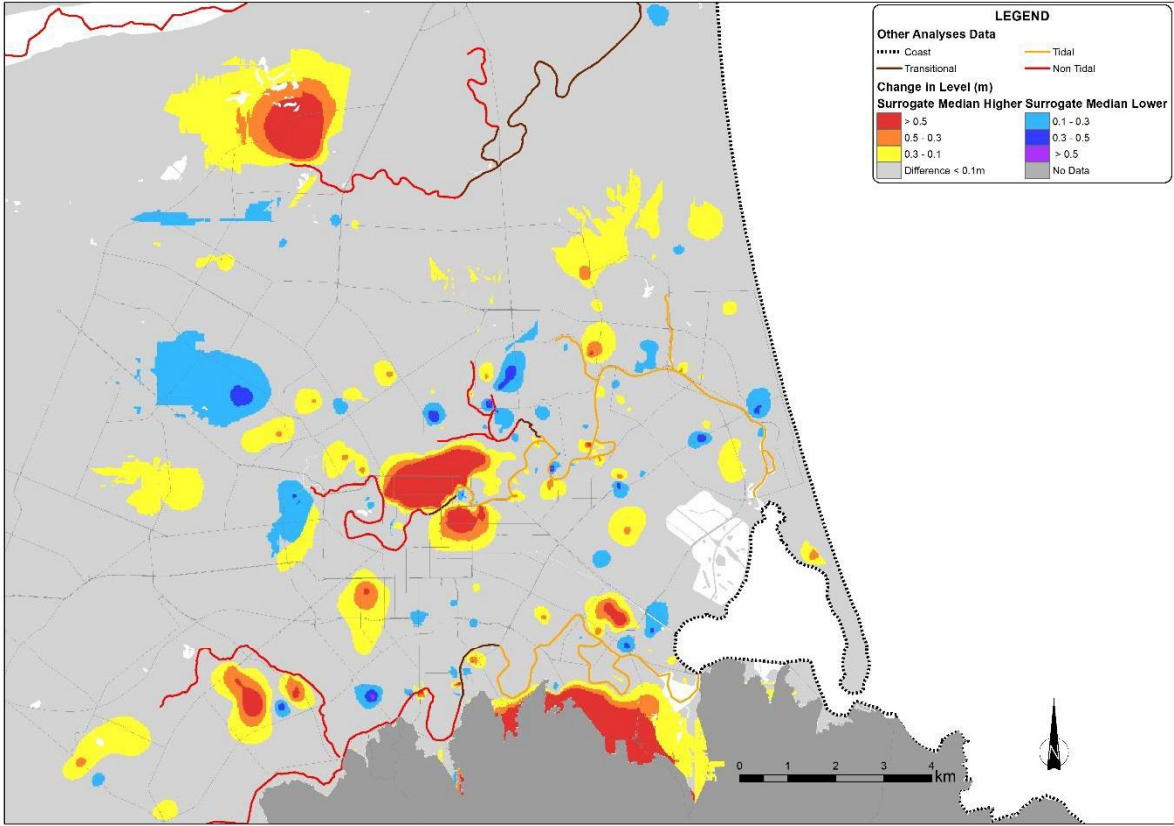 LEGEND
Other Analyses Data
Coast Tidal
Transitional Non Tidal
Change in Level (m)
Surrogate Median Higher Surrogate Median Lower
> 0.5 0.1 - 0.3
0.5 - 0.3 0.3 - 0.5
0.3 - 0.1 > 0.5
Difference < 0.1m No Data
N
0 1 2 3 4
km